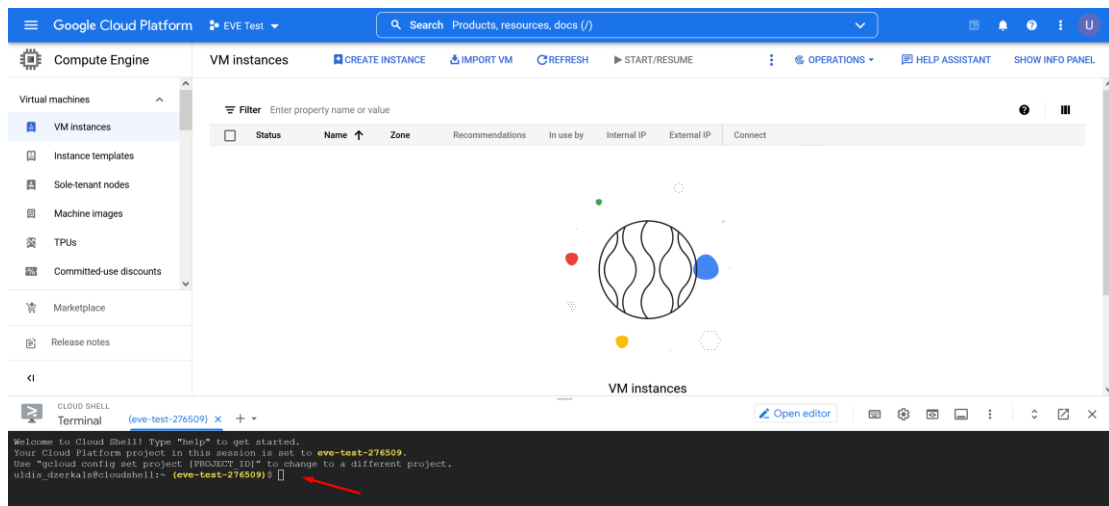 Google Cloud Platform EVE Test Search Products, resources, docs (/) U
Compute Engine VM instances CREATE INSTANCE IMPORT VM REFRESH START/RESUME OPERATIONS HELP ASSISTANT SHOW INFO PANEL
Virtual machines
VM instances
Instance templates
Sole-tenant nodes
Machine images
TPUs
Committed-use discounts
Marketplace
Release notes
Filter Enter property name or value
Status Name Zone Recommendations In use by Internal IP External IP Connect
VM instances
CLOUD SHELL
Terminal (eve-test-276509) Open editor
Welcome to Cloud Shell! Type "help" to get started.
Your Cloud Platform project in this session is set to eve-test-276509.
Use "gcloud config set project [PROJECT_ID]" to change to a different project.
uldis_dzerkals@cloudshell:~ (eve-test-276509)$